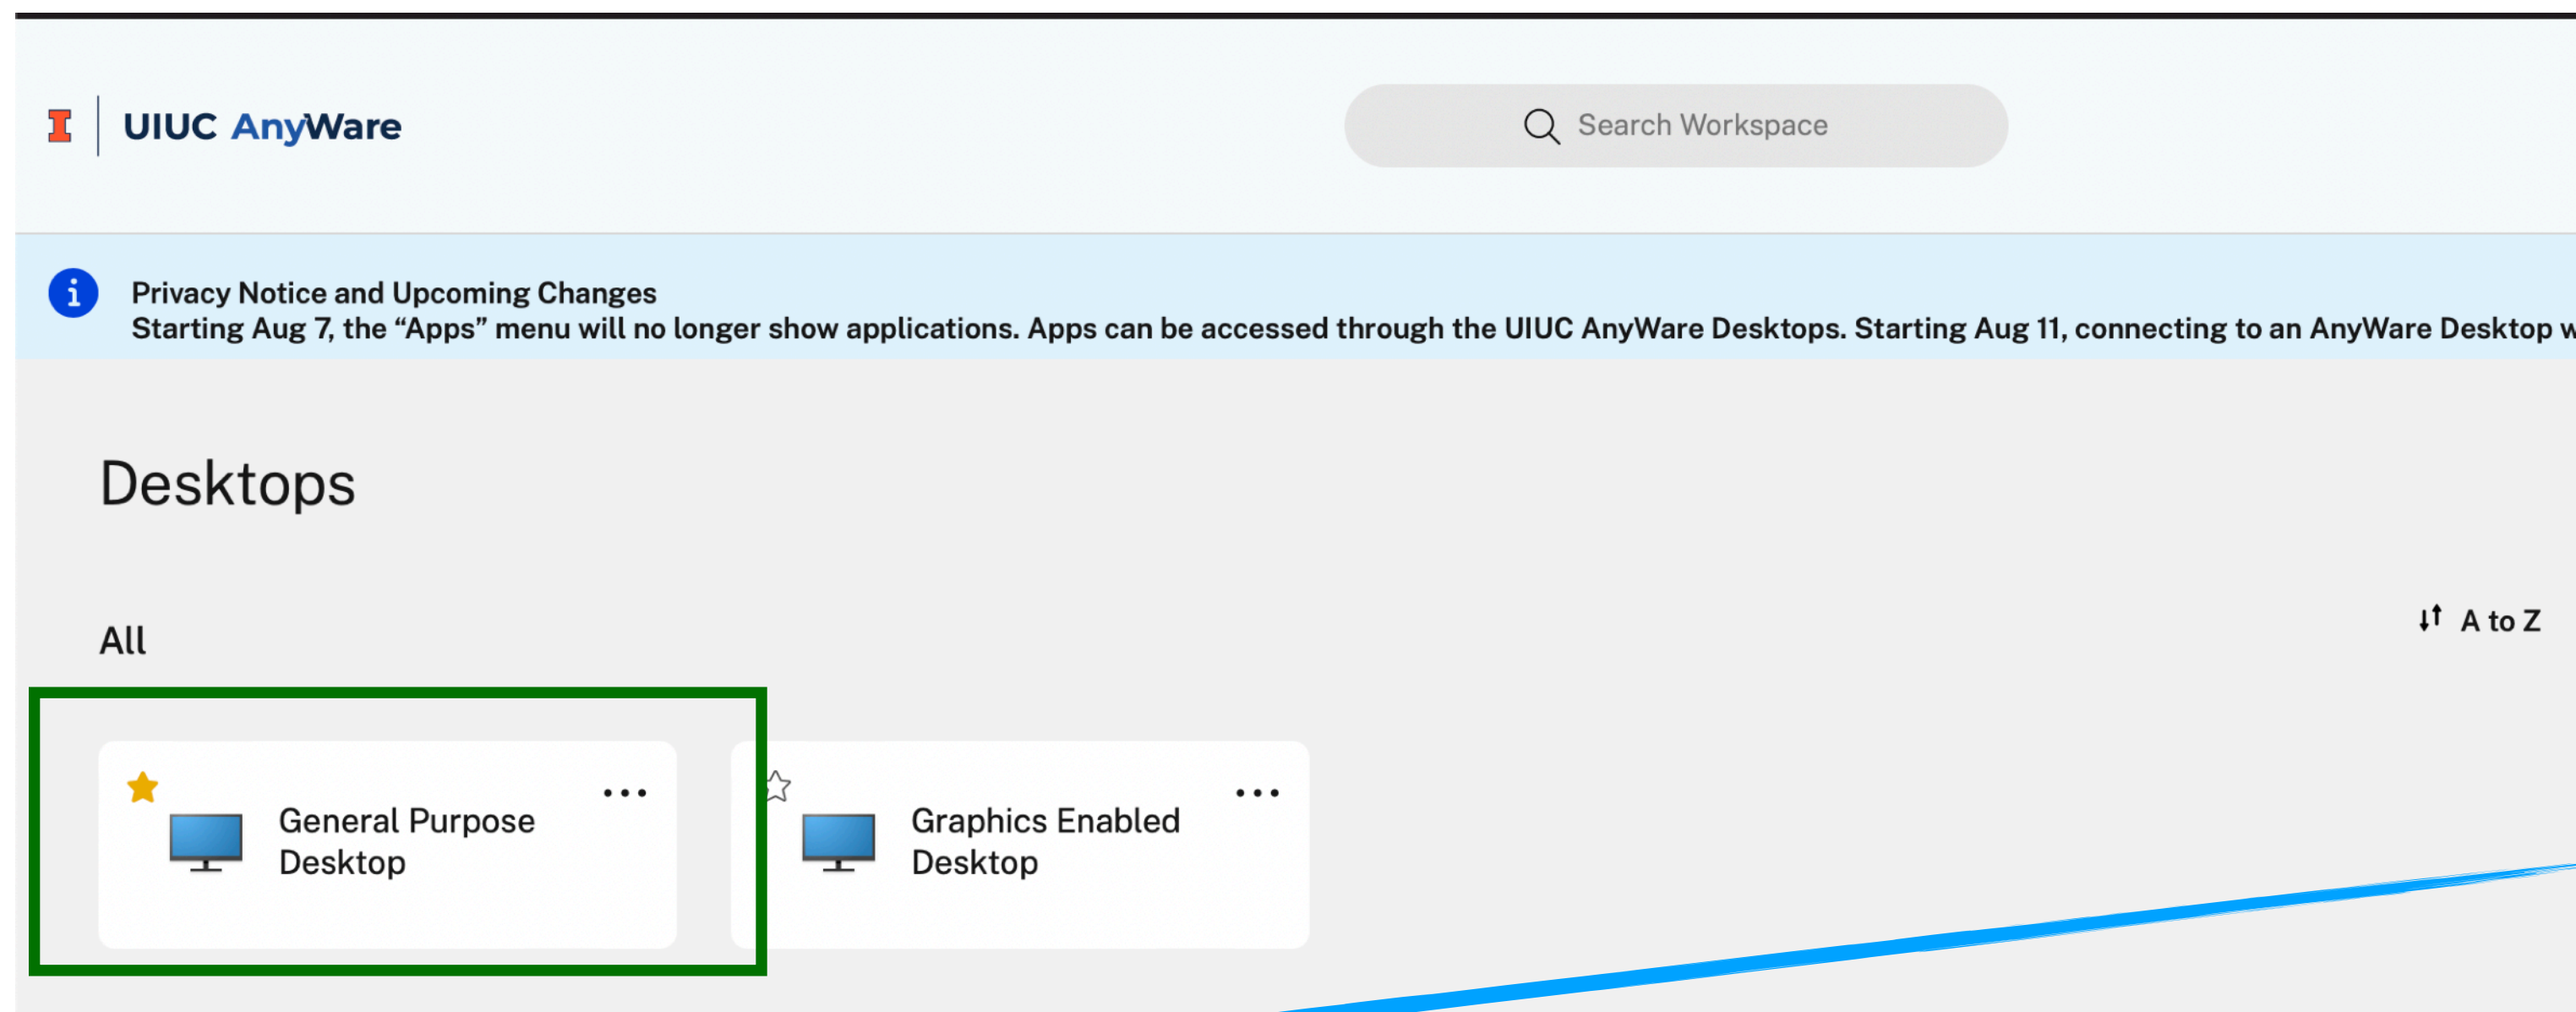 I UIUC AnyWare
Search Workspace
Privacy Notice and Upcoming Changes
Starting Aug 7, the “Apps” menu will no longer show applications. Apps can be accessed through the UIUC AnyWare Desktops. Starting Aug 11, connecting to an AnyWare Desktop
Desktops
All
A to Z
General Purpose
Desktop
Graphics Enabled
Desktop